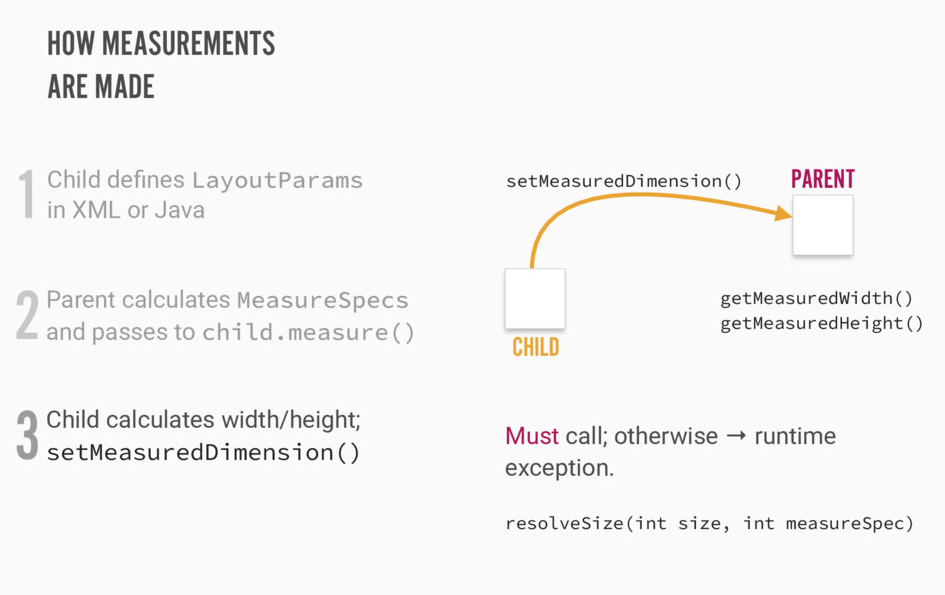 HOW MEASUREMENTS
ARE MADE
1 Child defines LayoutParams
in XML or Java
2 Parent calculates MeasureSpecs
and passes to child.measure()
3 Child calculates width/height;
setMeasuredDimension()
setMeasuredDimension()
PARENT
CHILD
getMeasuredWidth()
getMeasuredHeight()
Must call; otherwise → runtime
exception.
resolveSize(int size, int measureSpec)